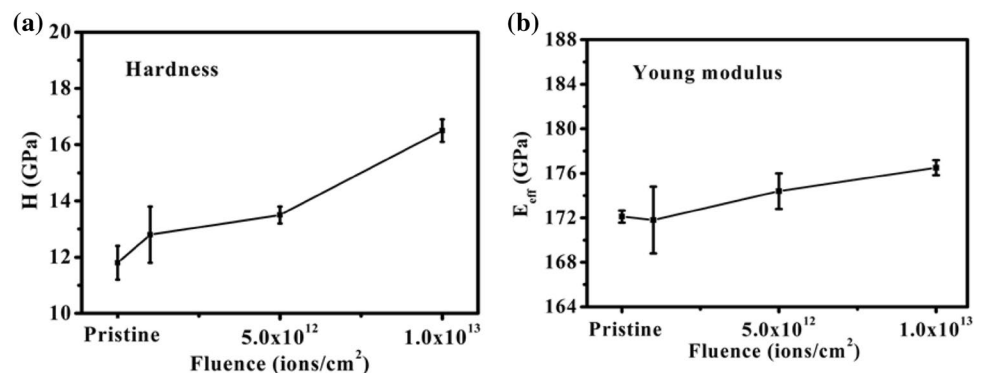 (a)
Hardness
H (GPa)
20
18
16
14
12
10
Pristine 5.0x10¹² 1.0x10¹³
Fluence (ions/cm²)
(b)
Young modulus
E_eff (GPa)
188
184
180
176
172
168
164
Pristine 5.0x10¹² 1.0x10¹³
Fluence (ions/cm²)